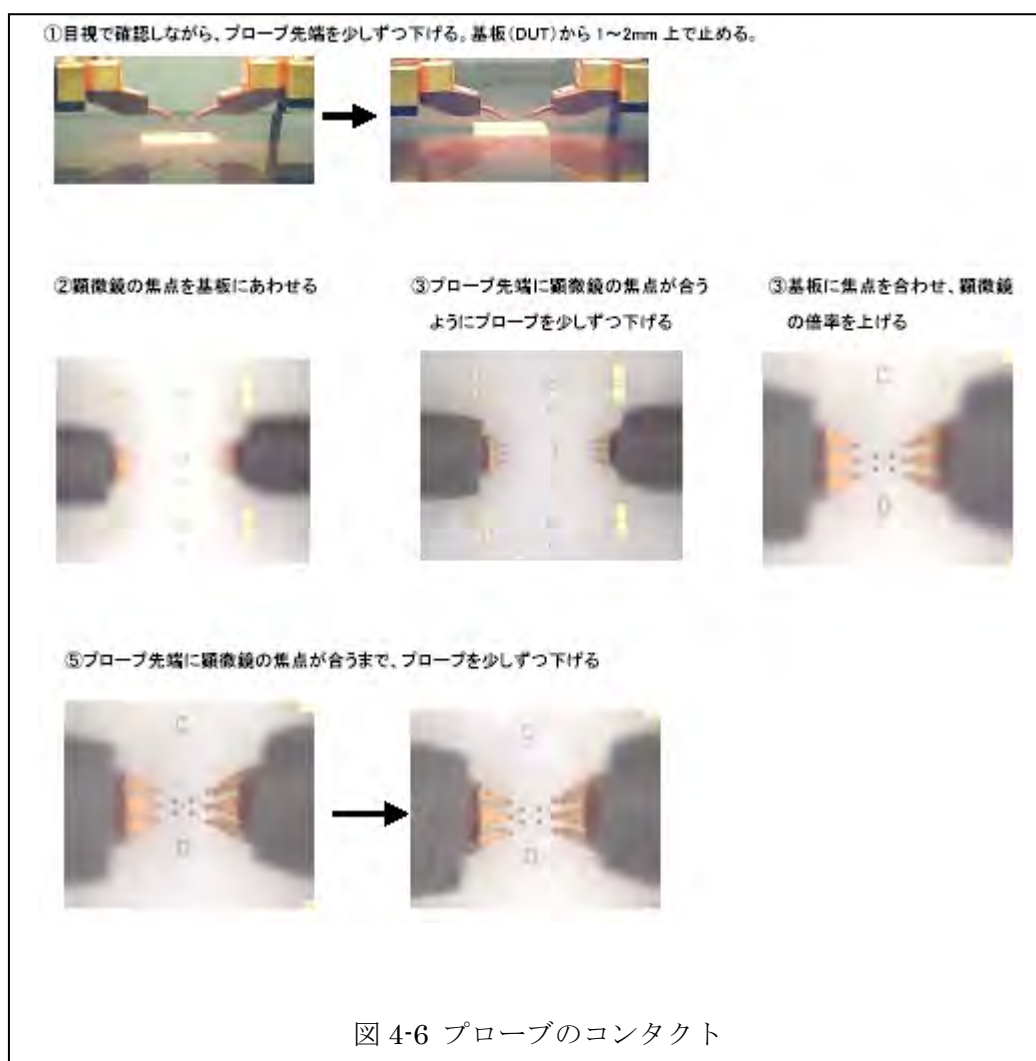 ①目視で確認しながら、プローブ先端を少しずつ下げる。基板(DUT)から1～2mm 上で止める。
②顕微鏡の焦点を基板にあわせる
③プローブ先端に顕微鏡の焦点が合う
ようにプローブを少しずつ下げる
③基板に焦点を合わせ、顕微鏡
の倍率を上げる
⑤プローブ先端に顕微鏡の焦点が合うまで、プローブを少しずつ下げる
図 4-6 プローブのコンタクト